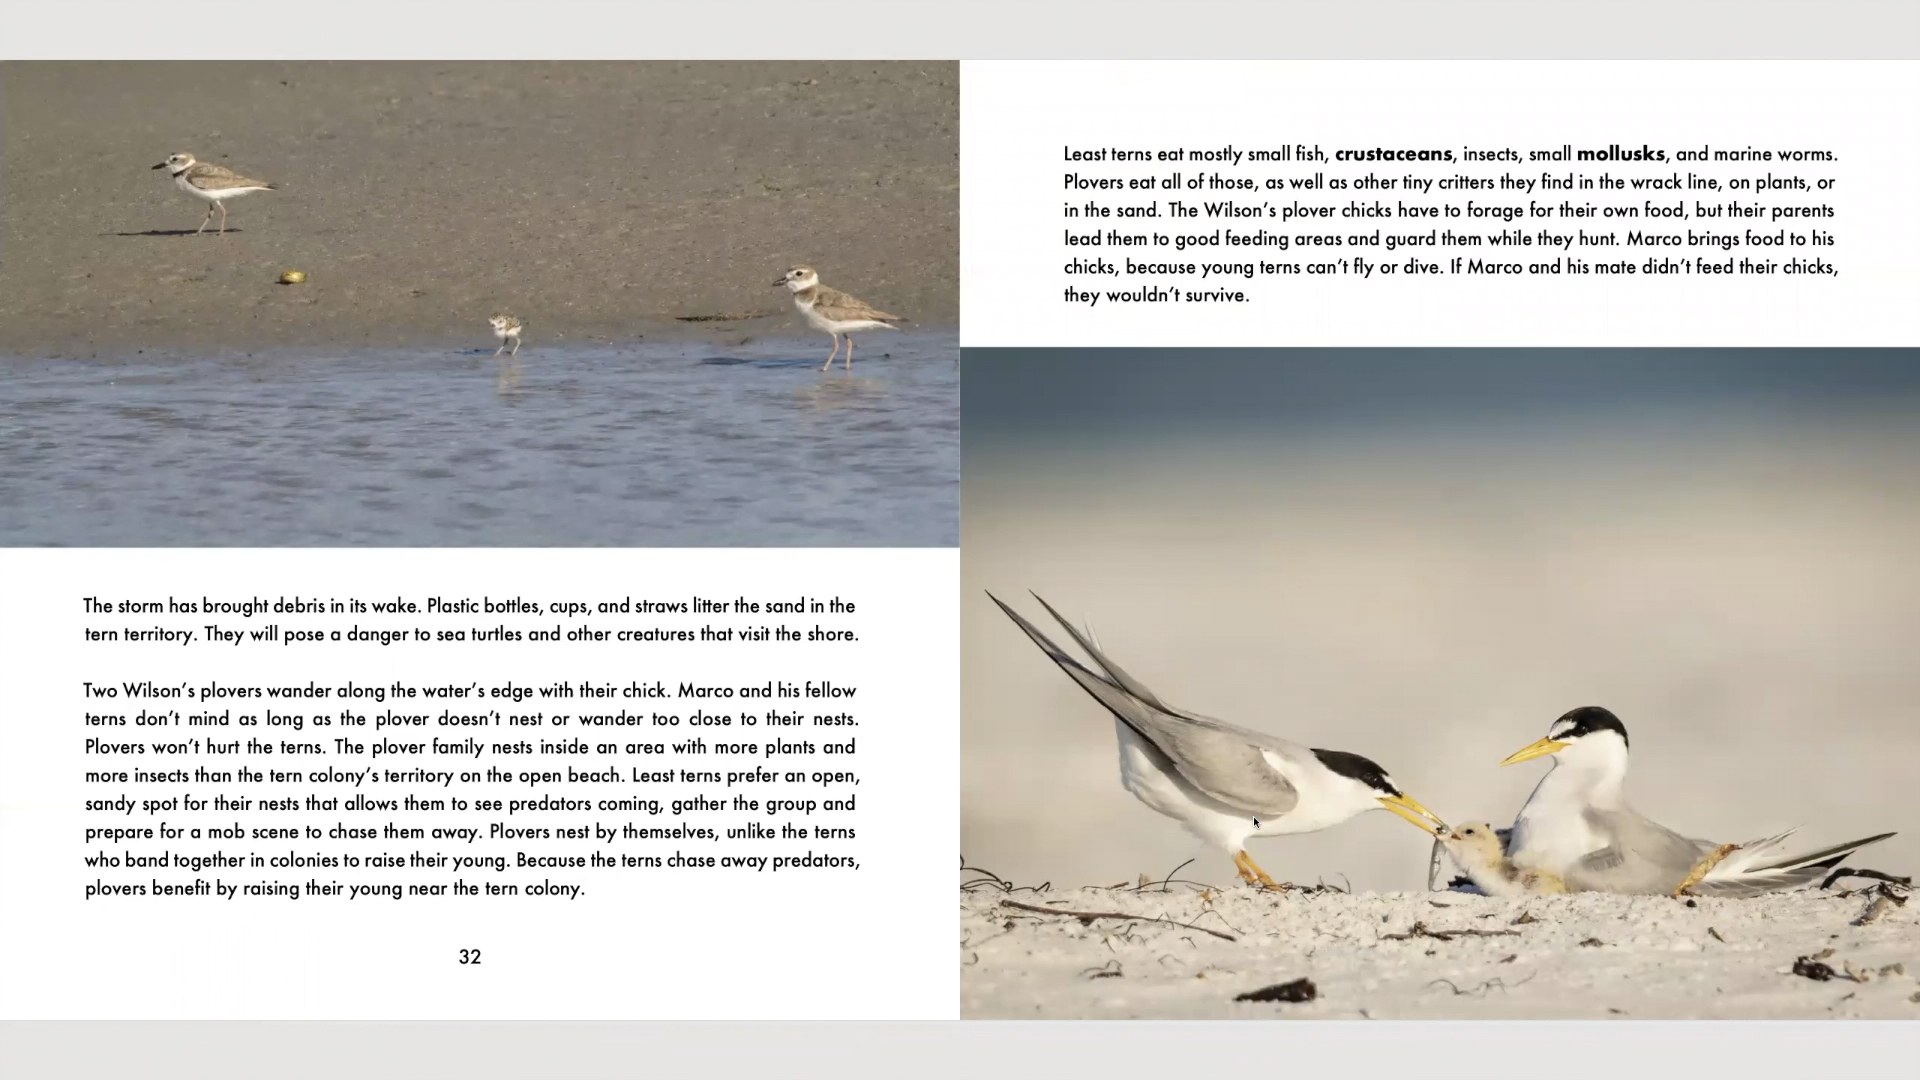 The storm has brought debris in its wake. Plastic bottles, cups, and straws litter the sand in the
tern territory. They will pose a danger to sea turtles and other creatures that visit the shore.
Two Wilson's plovers wander along the water's edge with their chick. Marco and his fellow
terns don't mind as long as the plover doesn't nest or wander too close to their nests.
Plovers won't hurt the terns. The plover family nests inside an area with more plants and
more insects than the tern colony's territory on the open beach. Least terns prefer an open,
sandy spot for their nests that allows them to see predators coming, gather the group and
prepare for a mob scene to chase them away. Plovers nest by themselves, unlike the terns
who band together in colonies to raise their young. Because the terns chase away predators,
plovers benefit by raising their young near the tern colony.
32
Least terns eat mostly small fish, crustaceans, insects, small mollusks, and marine worms.
Plovers eat all of those, as well as other tiny critters they find in the wrack line, on plants, or
in the sand. The Wilson's plover chicks have to forage for their own food, but their parents
lead them to good feeding areas and guard them while they hunt. Marco brings food to his
chicks, because young terns can't fly or dive. If Marco and his mate didn't feed their chicks,
they wouldn't survive.